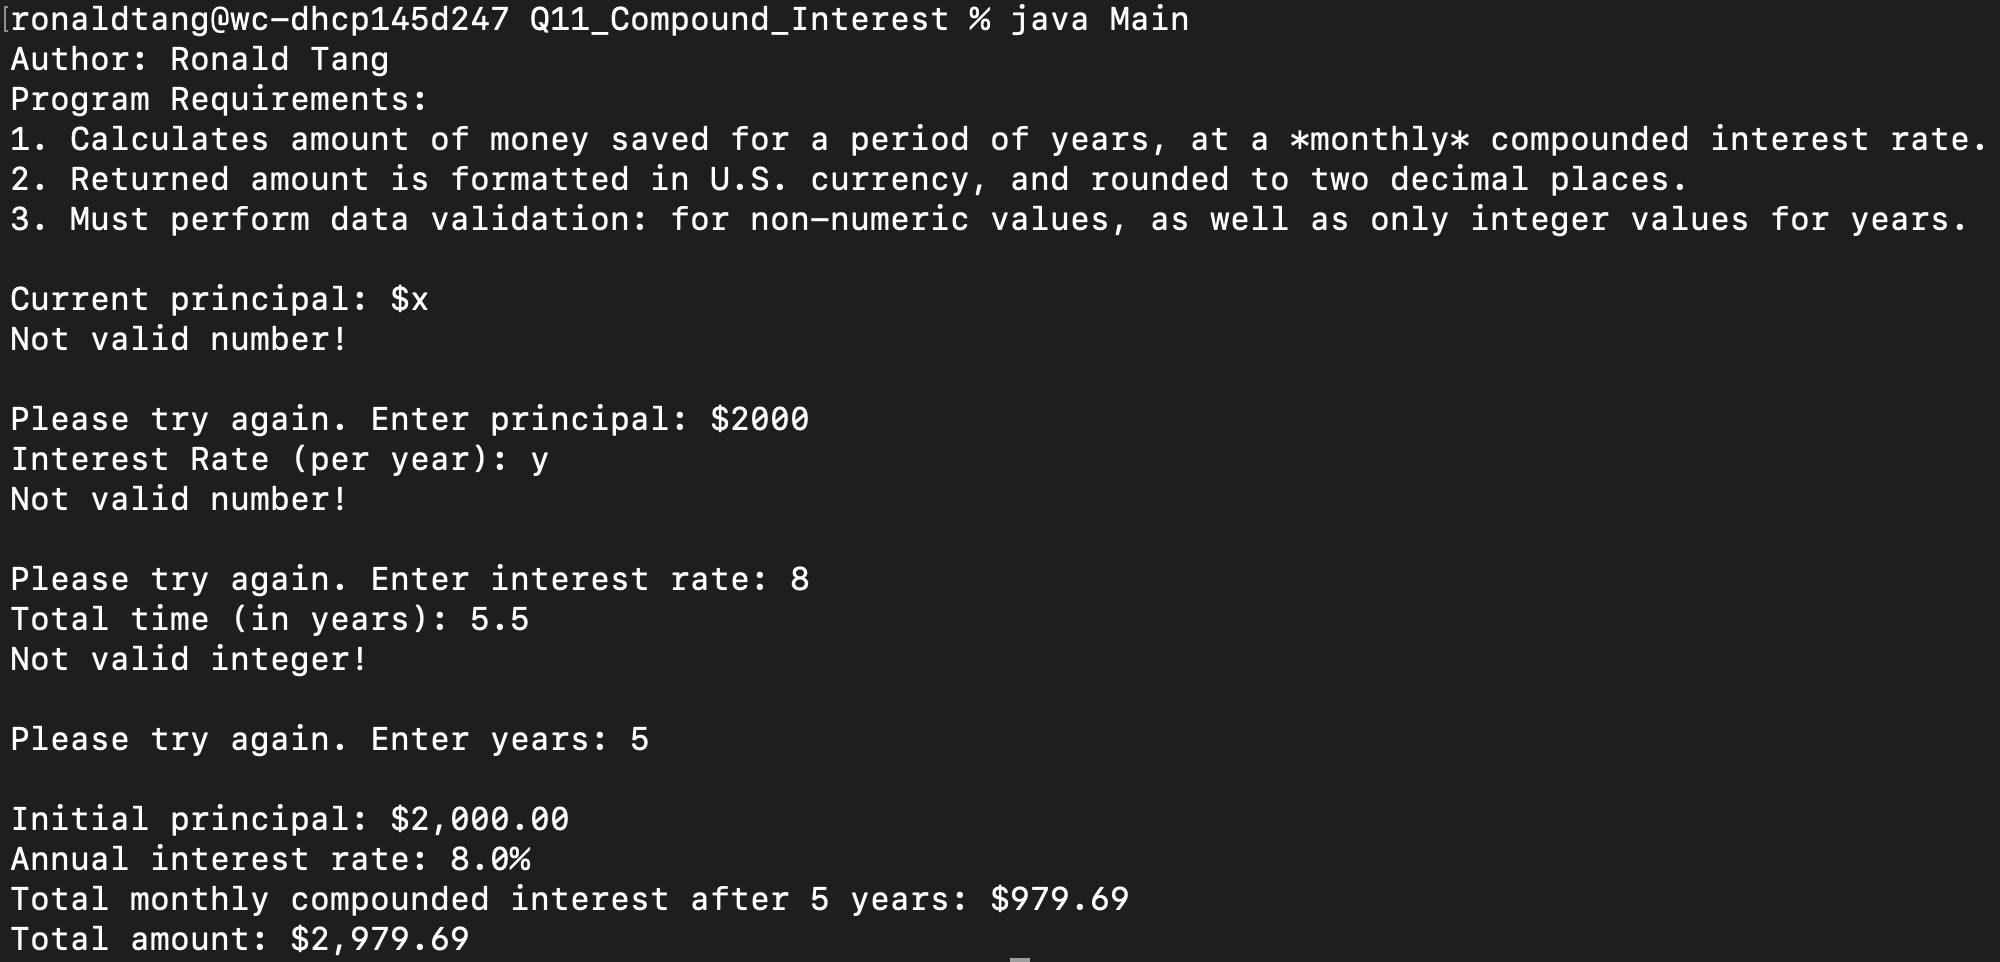 [ronaldtang@wc-dhcp145d247 Q11_Compound_Interest % java Main
Author: Ronald Tang
Program Requirements:
1. Calculates amount of money saved for a period of years, at a *monthly* compounded interest rate.
2. Returned amount is formatted in U.S. currency, and rounded to two decimal places.
3. Must perform data validation: for non-numeric values, as well as only integer values for years.
Current principal: $x
Not valid number!
Please try again. Enter principal: $2000
Interest Rate (per year): y
Not valid number!
Please try again. Enter interest rate: 8
Total time (in years): 5.5
Not valid integer!
Please try again. Enter years: 5
Initial principal: $2,000.00
Annual interest rate: 8.0%
Total monthly compounded interest after 5 years: $979.69
Total amount: $2,979.69